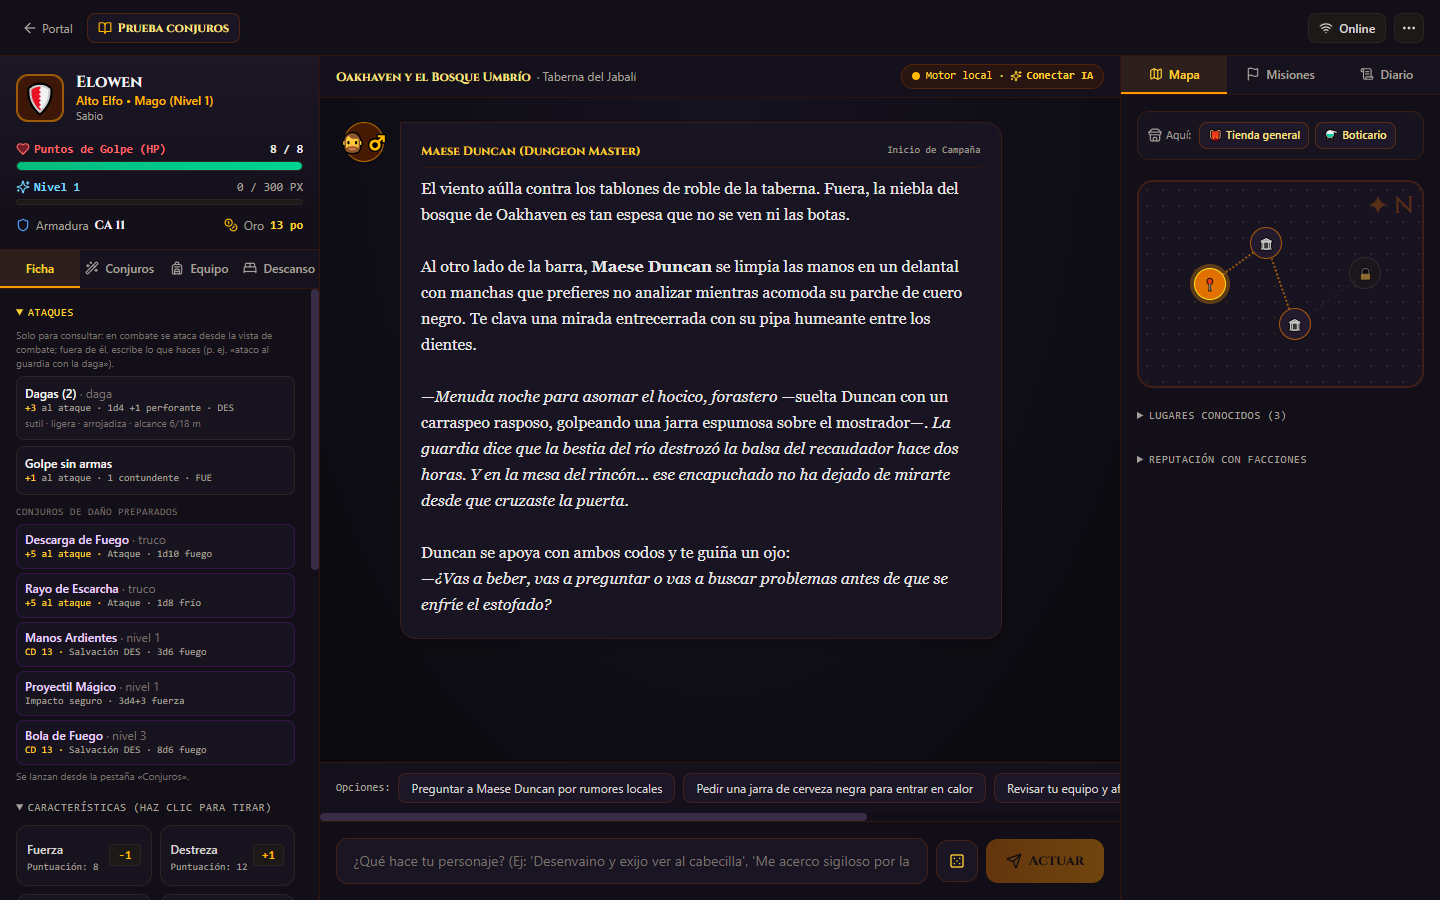 Portal
Prueba conjuros
Online
Elowen
Alto Elfo • Mago (Nivel 1)
Sabio
Puntos de Golpe (HP)
8 / 8
Nivel 1
0 / 300 PX
Armadura CA 11
Oro 13 po
Ficha
Conjuros
Equipo
Descanso
▼ ATAQUES
Solo para consultar: en combate se ataca desde la vista de
combate; fuera de él, escribe lo que haces (p. ej. «ataco al
guardia con la daga»).
Dagas (2) · daga
+3 al ataque · 1d4 +1 perforante · DES
sutil · ligera · arrojadiza · alcance 6/18 m
Golpe sin armas
+1 al ataque · 1 contundente · FUE
CONJUROS DE DAÑO PREPARADOS
Descarga de Fuego · truco
+5 al ataque · Ataque · 1d10 fuego
Rayo de Escarcha · truco
+5 al ataque · Ataque · 1d8 frío
Manos Ardientes · nivel 1
CD 13 · Salvación DES · 3d6 fuego
Proyectil Mágico · nivel 1
Impacto seguro · 3d4+3 fuerza
Bola de Fuego · nivel 3
CD 13 · Salvación DES · 8d6 fuego
Se lanzan desde la pestaña «Conjuros».
▼ CARACTERÍSTICAS (HAZ CLIC PARA TIRAR)
Fuerza
Puntuación: 8
-1
Destreza
Puntuación: 12
+1
Oakhaven y el Bosque Umbrío · Taberna del Jabalí
Motor local · Conectar IA
Maese Duncan (Dungeon Master)
Inicio de Campaña
El viento aúlla contra los tablones de roble de la taberna. Fuera, la niebla del
bosque de Oakhaven es tan espesa que no se ven ni las botas.
Al otro lado de la barra, Maese Duncan se limpia las manos en un delantal
con manchas que prefieres no analizar mientras acomoda su parche de cuero
negro. Te clava una mirada entrecerrada con su pipa humeante entre los
dientes.
—Menuda noche para asomar el hocico, forastero —suelta Duncan con un
carraspeo rasposo, golpeando una jarra espumosa sobre el mostrador—. La
guardia dice que la bestia del río destrozó la balsa del recaudador hace dos
horas. Y en la mesa del rincón... ese encapuchado no ha dejado de mirarte
desde que cruzaste la puerta.
Duncan se apoya con ambos codos y te guiña un ojo:
—¿Vas a beber, vas a preguntar o vas a buscar problemas antes de que se
enfríe el estofado?
Opciones:
Preguntar a Maese Duncan por rumores locales
Pedir una jarra de cerveza negra para entrar en calor
Revisar tu equipo y af
¿Qué hace tu personaje? (Ej: 'Desenvaino y exijo ver al cabecilla', 'Me acerco sigiloso por la
Actuar
Mapa
Misiones
Diario
Aquí:
Tienda general
Boticario
N
▶ LUGARES CONOCIDOS (3)
▶ REPUTACIÓN CON FACCIONES